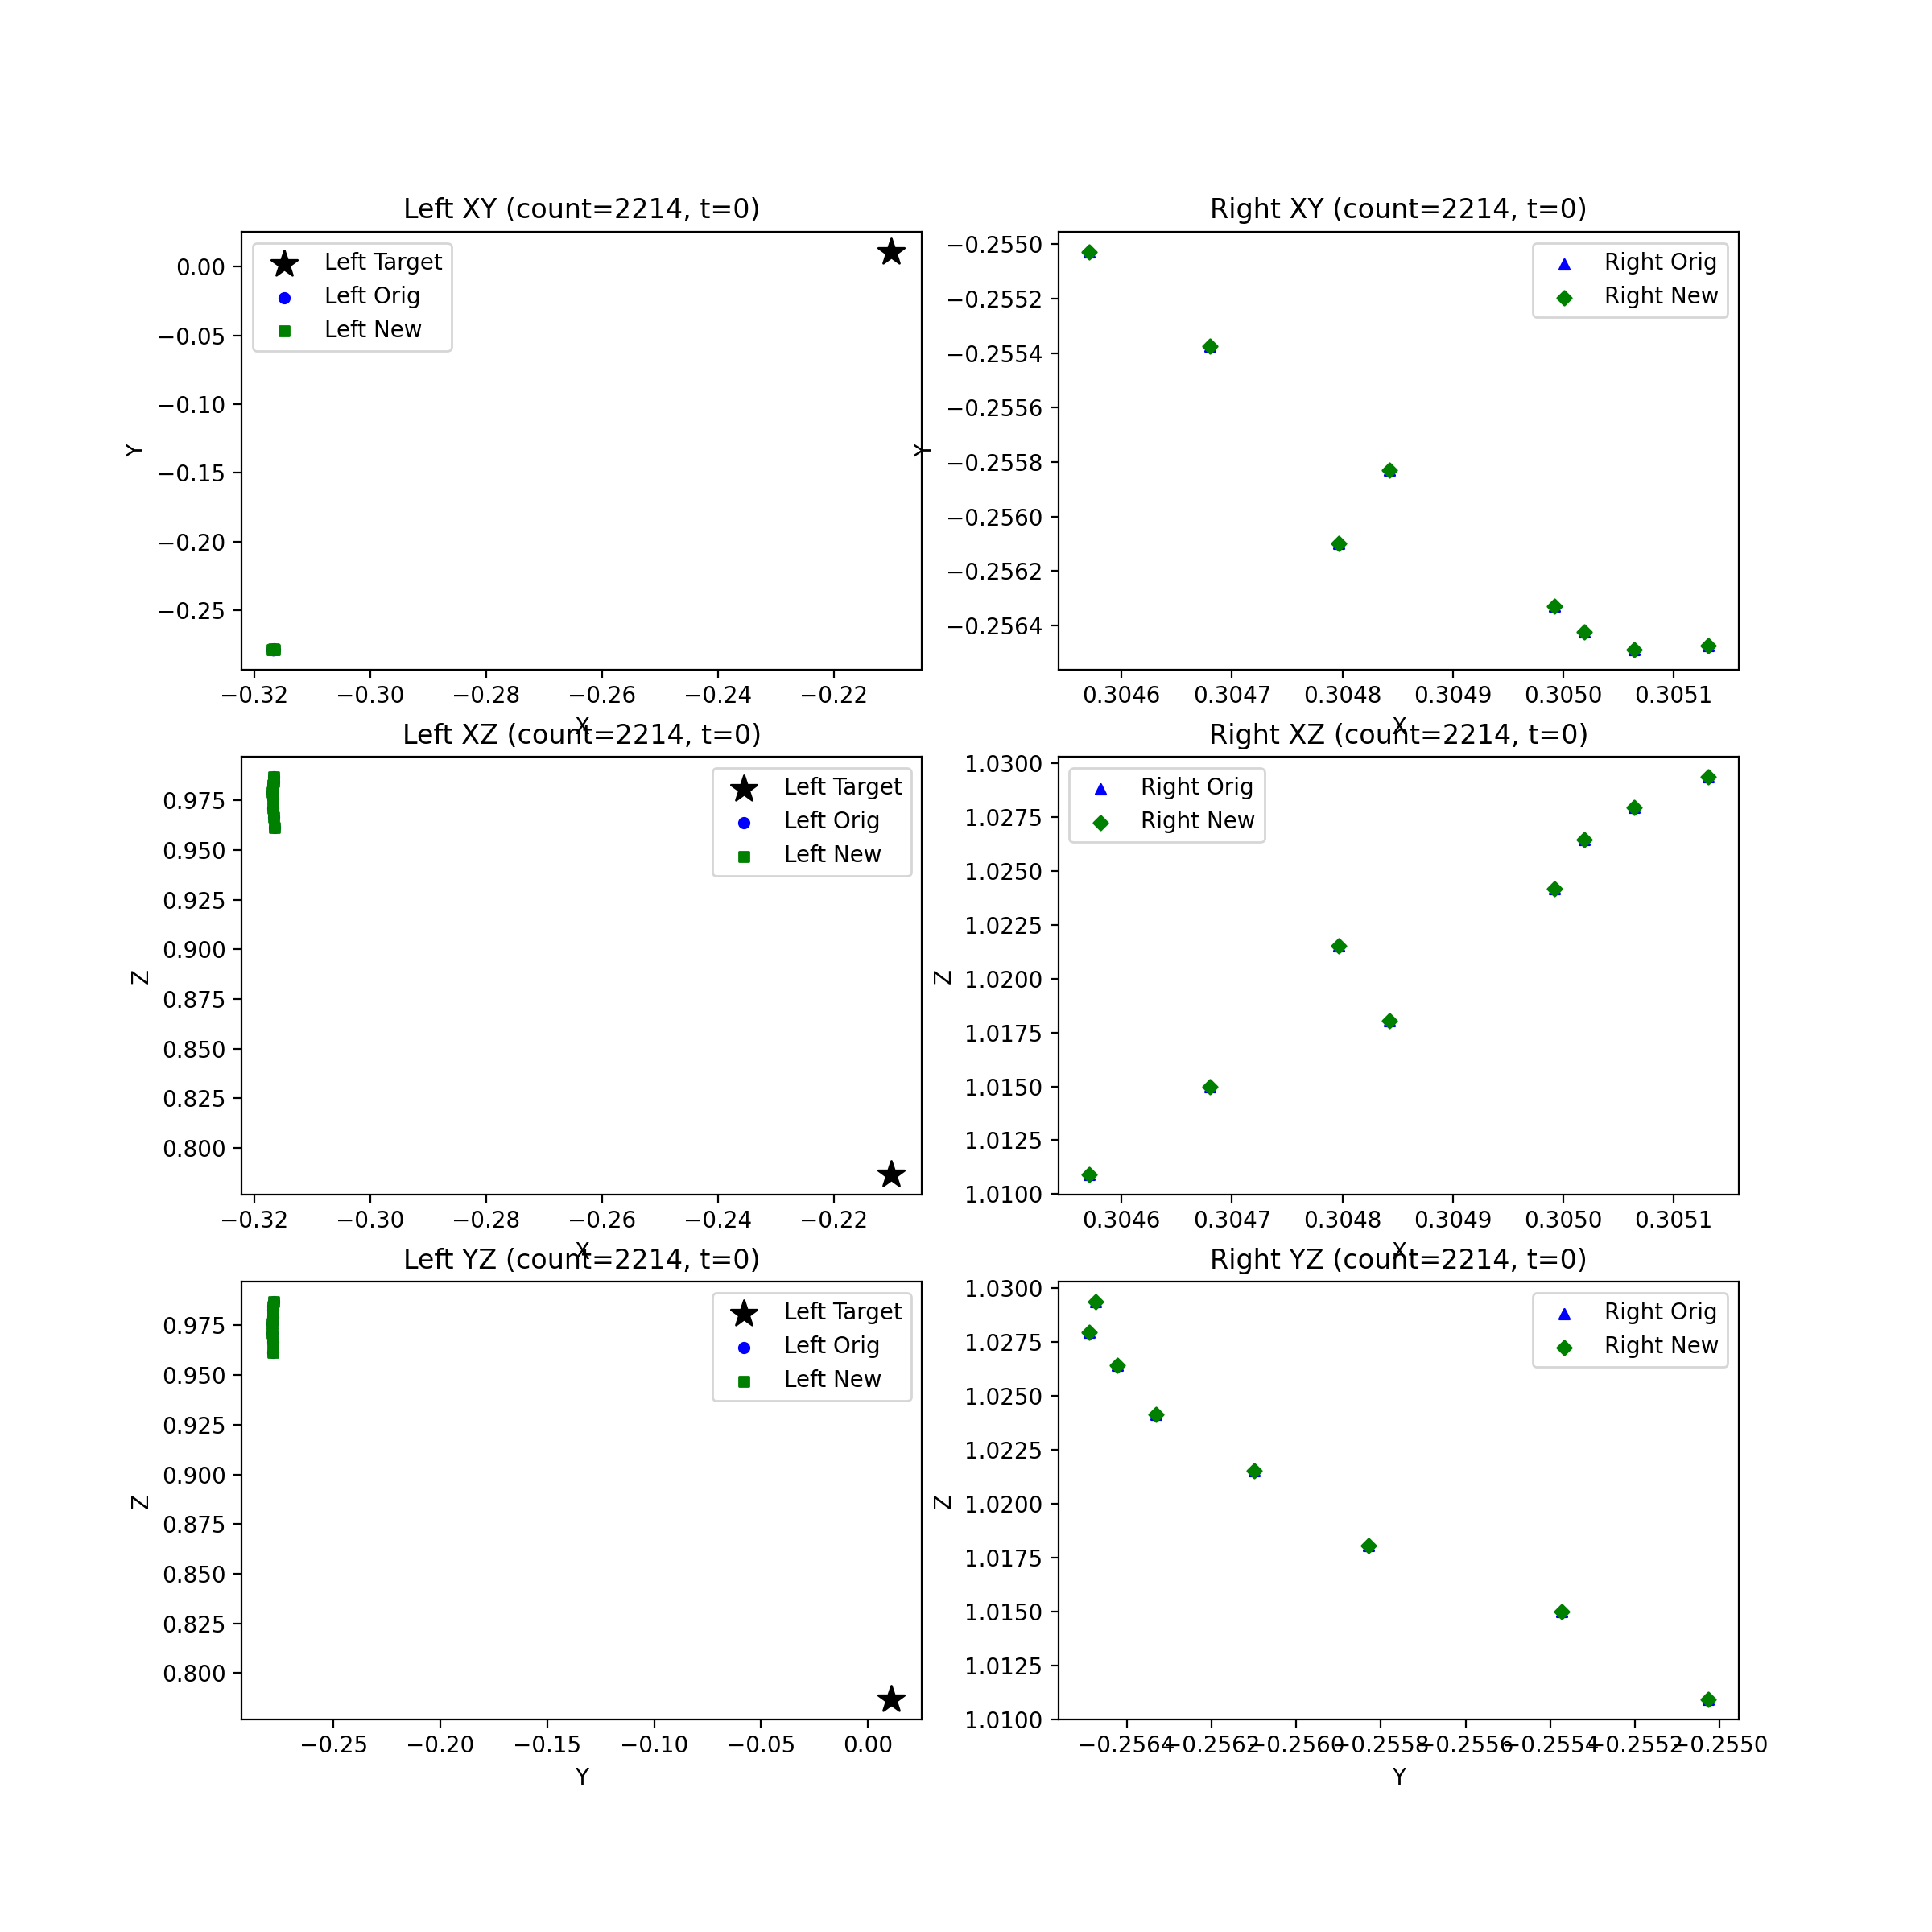 Left XY (count=2214, t=0)
Left Target
Left Orig
Left New
0.00
−0.05
−0.10
−0.15
−0.20
−0.25
Y
−0.32 −0.30 −0.28 −0.26 −0.24 −0.22
X
Right XY (count=2214, t=0)
Right Orig
Right New
−0.2550
−0.2552
−0.2554
−0.2556
−0.2558
−0.2560
−0.2562
−0.2564
Y
0.3046 0.3047 0.3048 0.3049 0.3050 0.3051
X
Left XZ (count=2214, t=0)
Left Target
Left Orig
Left New
0.975
0.950
0.925
0.900
0.875
0.850
0.825
0.800
Z
−0.32 −0.30 −0.28 −0.26 −0.24 −0.22
X
Right XZ (count=2214, t=0)
Right Orig
Right New
1.0300
1.0275
1.0250
1.0225
1.0200
1.0175
1.0150
1.0125
1.0100
Z
0.3046 0.3047 0.3048 0.3049 0.3050 0.3051
X
Left YZ (count=2214, t=0)
Left Target
Left Orig
Left New
0.975
0.950
0.925
0.900
0.875
0.850
0.825
0.800
Z
−0.25 −0.20 −0.15 −0.10 −0.05 0.00
Y
Right YZ (count=2214, t=0)
Right Orig
Right New
1.0300
1.0275
1.0250
1.0225
1.0200
1.0175
1.0150
1.0125
1.0100
Z
−0.2564 −0.2562 −0.2560 −0.2558 −0.2556 −0.2554 −0.2552 −0.2550
Y